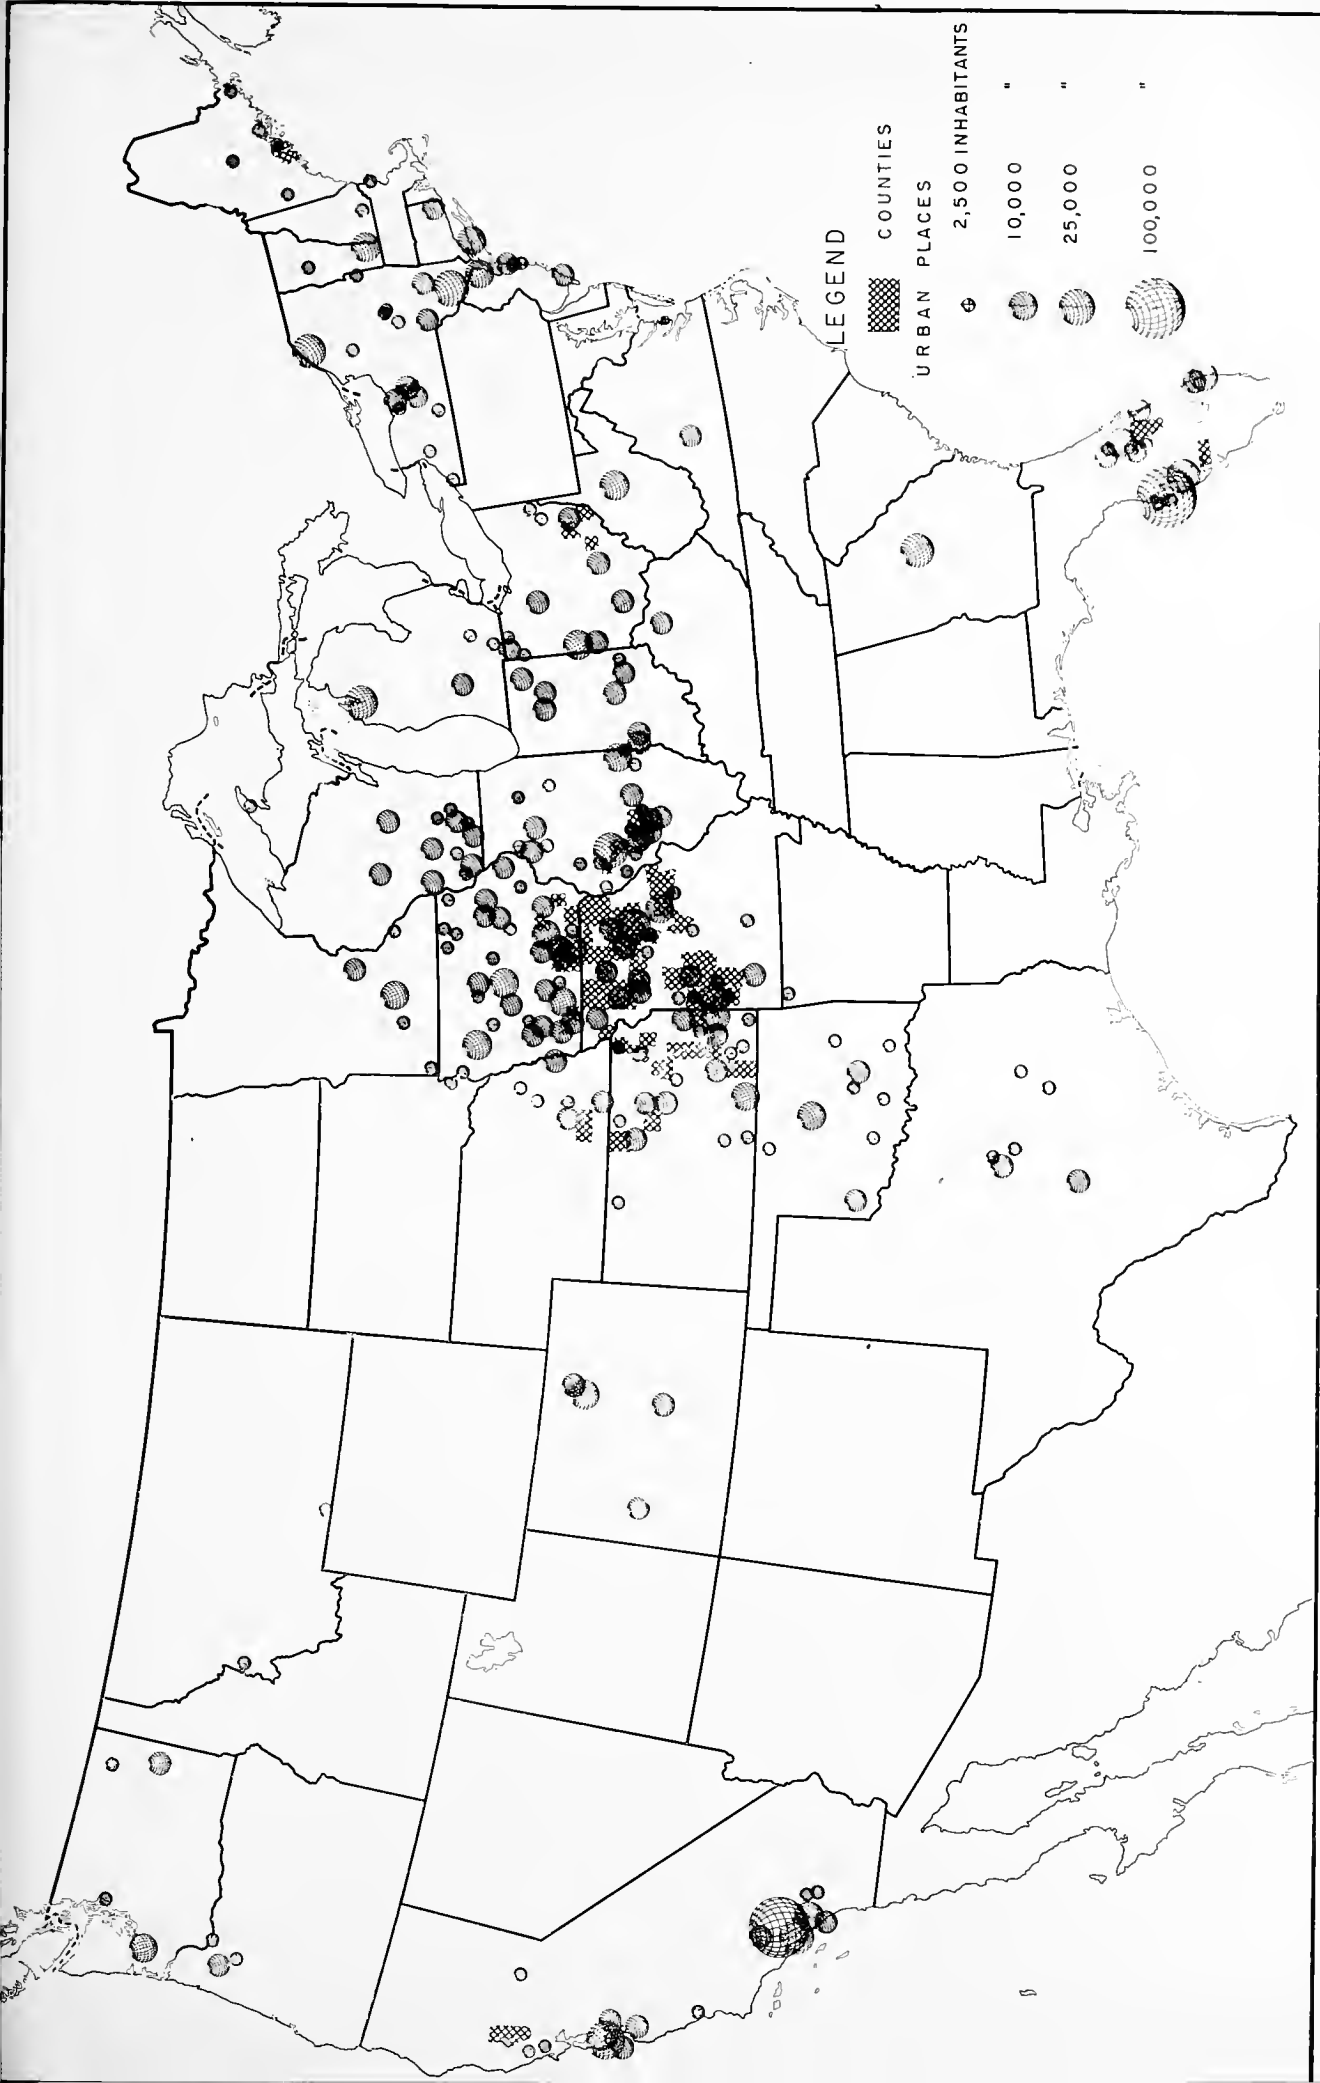 LEGEND
COUNTIES
URBAN PLACES
2,500 INHABITANTS
10,000 "
25,000 "
100,000 "